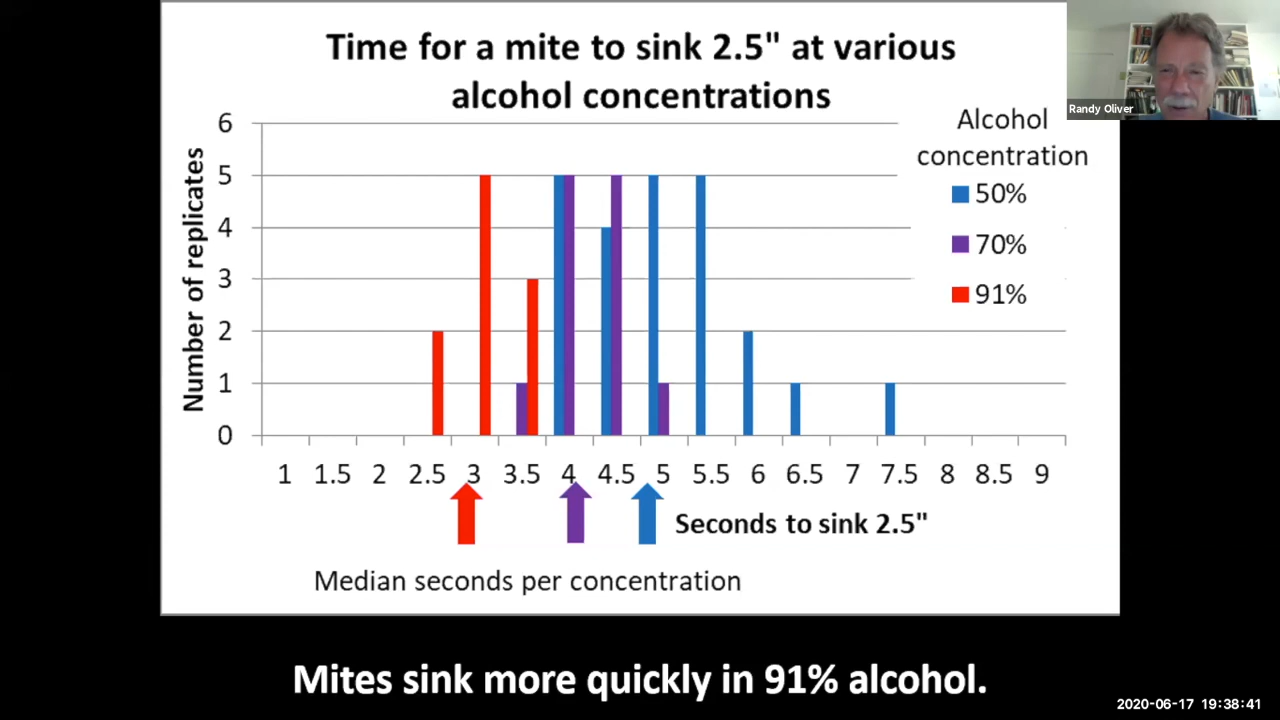 Time for a mite to sink 2.5" at various
alcohol concentrations
Randy Oliver
Alcohol
concentration
50%
70%
91%
Number of replicates
6
5
4
3
2
1
0
1 1.5 2 2.5 3 3.5 4 4.5 5 5.5 6 6.5 7 7.5 8 8.5 9
Seconds to sink 2.5"
Median seconds per concentration
Mites sink more quickly in 91% alcohol.
2020-06-17 19:38:41